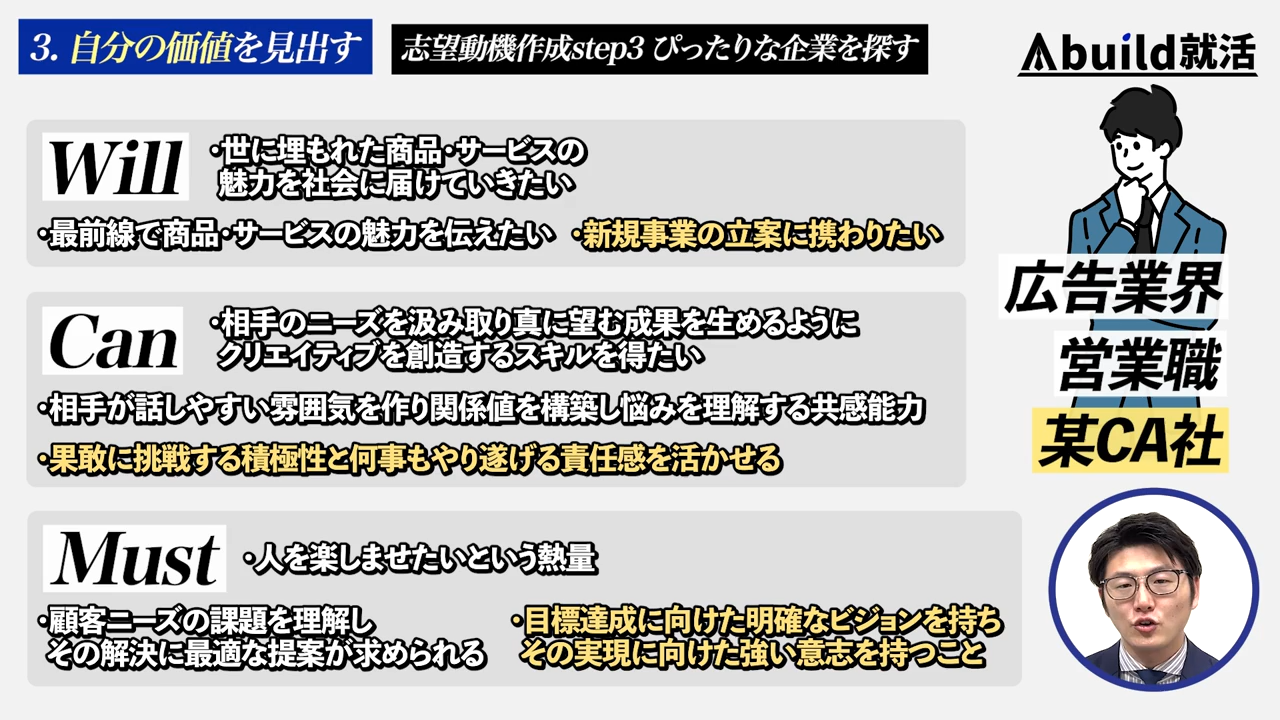 3. 自分の価値を見出す
志望動機作成step3 ぴったりな企業を探す
Abuild就活
Will
・世に埋もれた商品・サービスの
魅力を社会に届けていきたい
・最前線で商品・サービスの魅力を伝えたい
・新規事業の立案に携わりたい
広告業界
営業職
某CA社
Can
・相手のニーズを汲み取り真に望む成果を生めるように
クリエイティブを創造するスキルを得たい
・相手が話しやすい雰囲気を作り関係値を構築し悩みを理解する共感能力
・果敢に挑戦する積極性と何事もやり遂げる責任感を活かせる
Must
・人を楽しませたいという熱量
・顧客ニーズの課題を理解し
その解決に最適な提案が求められる
・目標達成に向けた明確なビジョンを持ち
その実現に向けた強い意志を持つこと